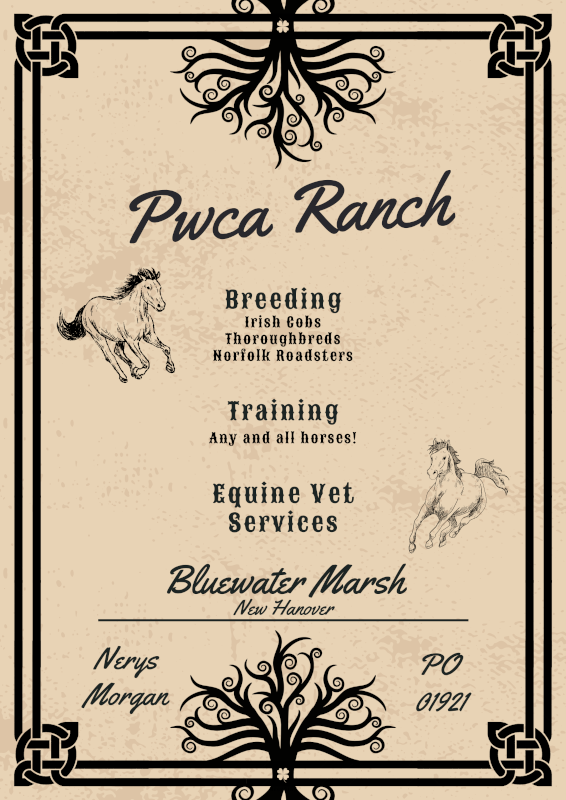 Pwca Ranch
Breeding
Irish Cobs
Thoroughbreds
Norfolk Roadsters
Training
Any and all horses!
Equine Vet
Services
Bluewater Marsh
New Hanover
Nerys
Morgan
PO
01921